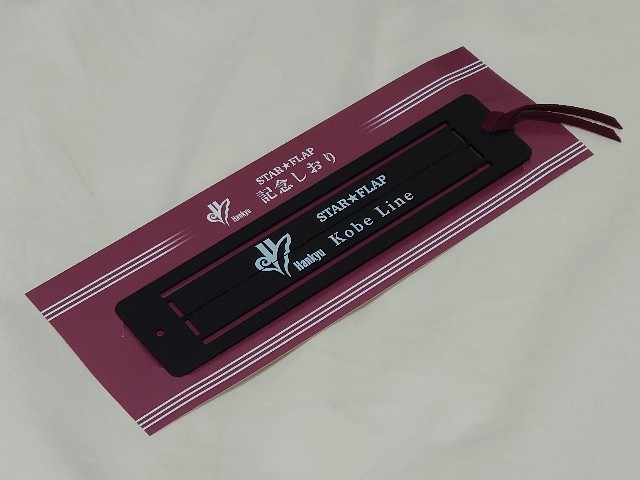 STAR★FLAP
記念しおり
Hankyu
STAR★FLAP
Hankyu
Kobe Line